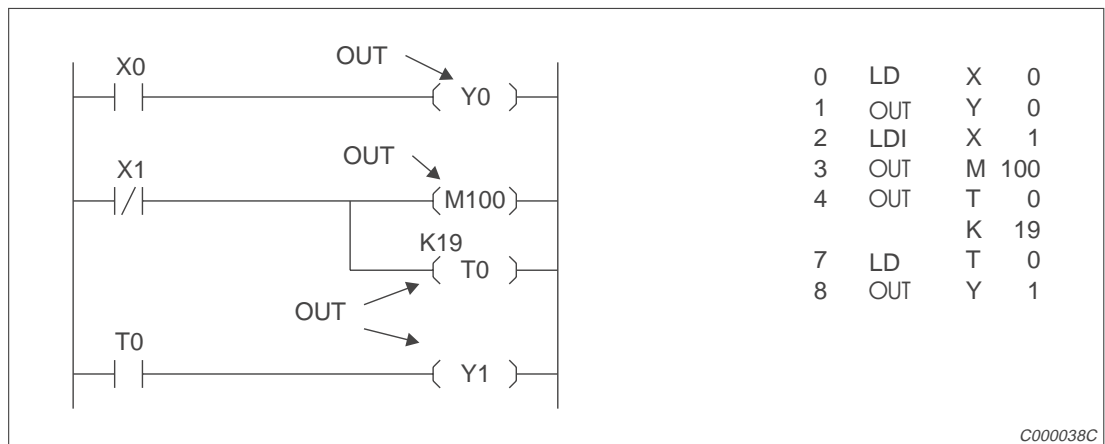 OUT
X0
Y0
OUT
X1
M100
K19
T0
OUT
T0
Y1
0 LD X 0
1 OUT Y 0
2 LDI X 1
3 OUT M 100
4 OUT T 0
K 19
7 LD T 0
8 OUT Y 1
C000038C